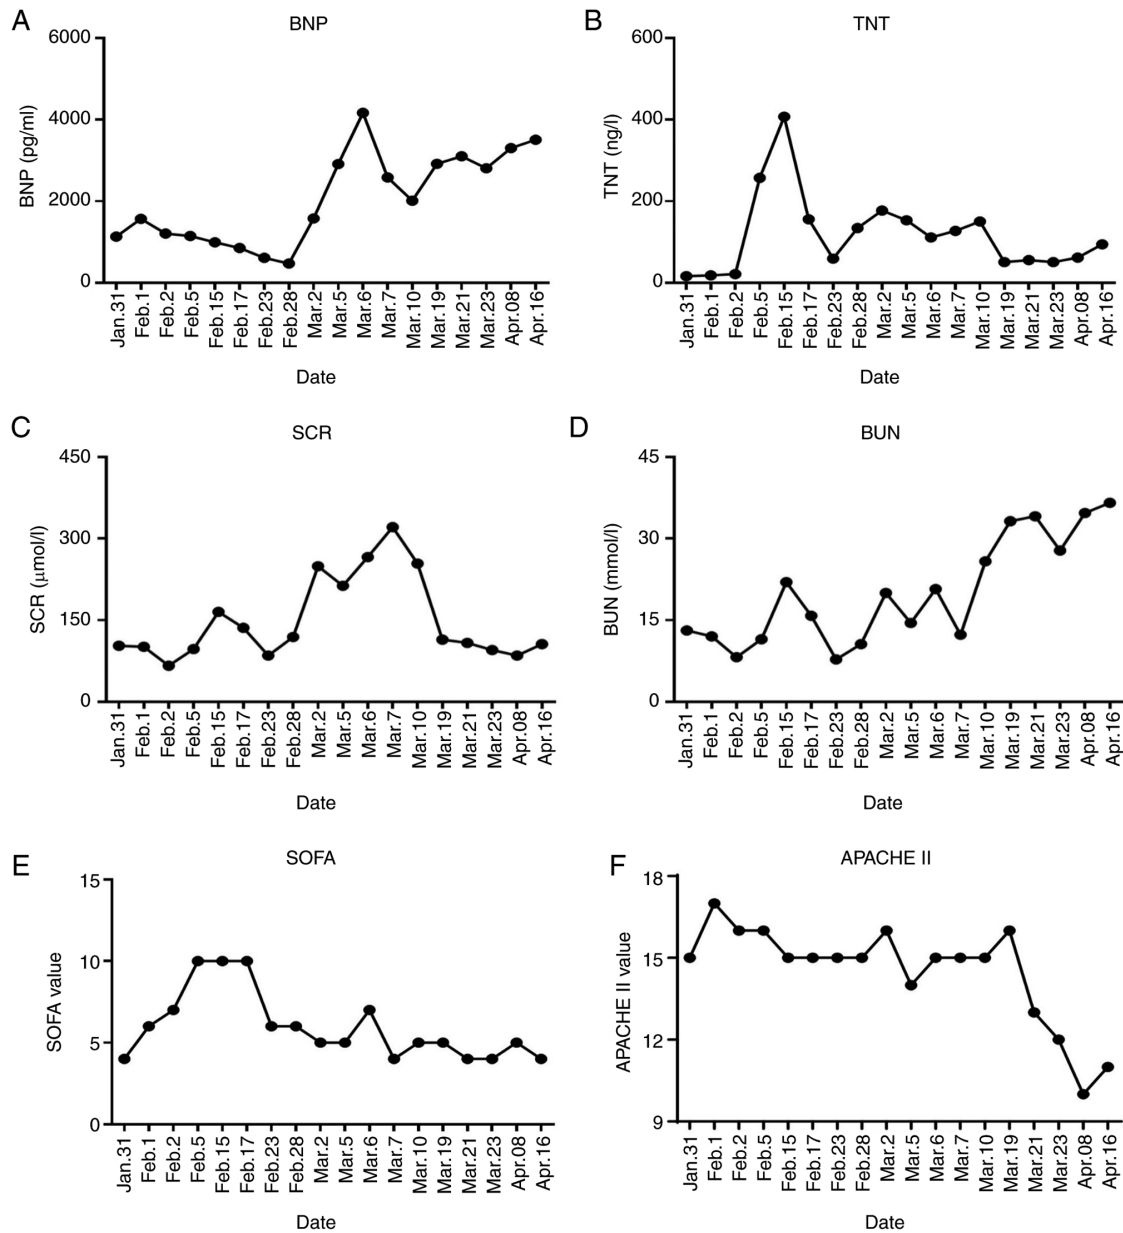 A
BNP
6000
4000
2000
0
BNP (pg/ml)
Jan.31
Feb.1
Feb.2
Feb.5
Feb.15
Feb.17
Feb.23
Feb.28
Mar.2
Mar.5
Mar.6
Mar.7
Mar.10
Mar.19
Mar.21
Mar.23
Apr.08
Apr.16
Date
B
TNT
600
400
200
0
TNT (ng/l)
Jan.31
Feb.1
Feb.2
Feb.5
Feb.15
Feb.17
Feb.23
Feb.28
Mar.2
Mar.5
Mar.6
Mar.7
Mar.10
Mar.19
Mar.21
Mar.23
Apr.08
Apr.16
Date
C
SCR
450
300
150
0
SCR (μmol/l)
Jan.31
Feb.1
Feb.2
Feb.5
Feb.15
Feb.17
Feb.23
Feb.28
Mar.2
Mar.5
Mar.6
Mar.7
Mar.10
Mar.19
Mar.21
Mar.23
Apr.08
Apr.16
Date
D
BUN
45
30
15
0
BUN (mmol/l)
Jan.31
Feb.1
Feb.2
Feb.5
Feb.15
Feb.17
Feb.23
Feb.28
Mar.2
Mar.5
Mar.6
Mar.7
Mar.10
Mar.19
Mar.21
Mar.23
Apr.08
Apr.16
Date
E
SOFA
15
10
5
0
SOFA value
Jan.31
Feb.1
Feb.2
Feb.5
Feb.15
Feb.17
Feb.23
Feb.28
Mar.2
Mar.5
Mar.6
Mar.7
Mar.10
Mar.19
Mar.21
Mar.23
Apr.08
Apr.16
Date
F
APACHE II
18
15
12
9
APACHE II value
Jan.31
Feb.1
Feb.2
Feb.5
Feb.15
Feb.17
Feb.23
Feb.28
Mar.2
Mar.5
Mar.6
Mar.7
Mar.10
Mar.19
Mar.21
Mar.23
Apr.08
Apr.16
Date